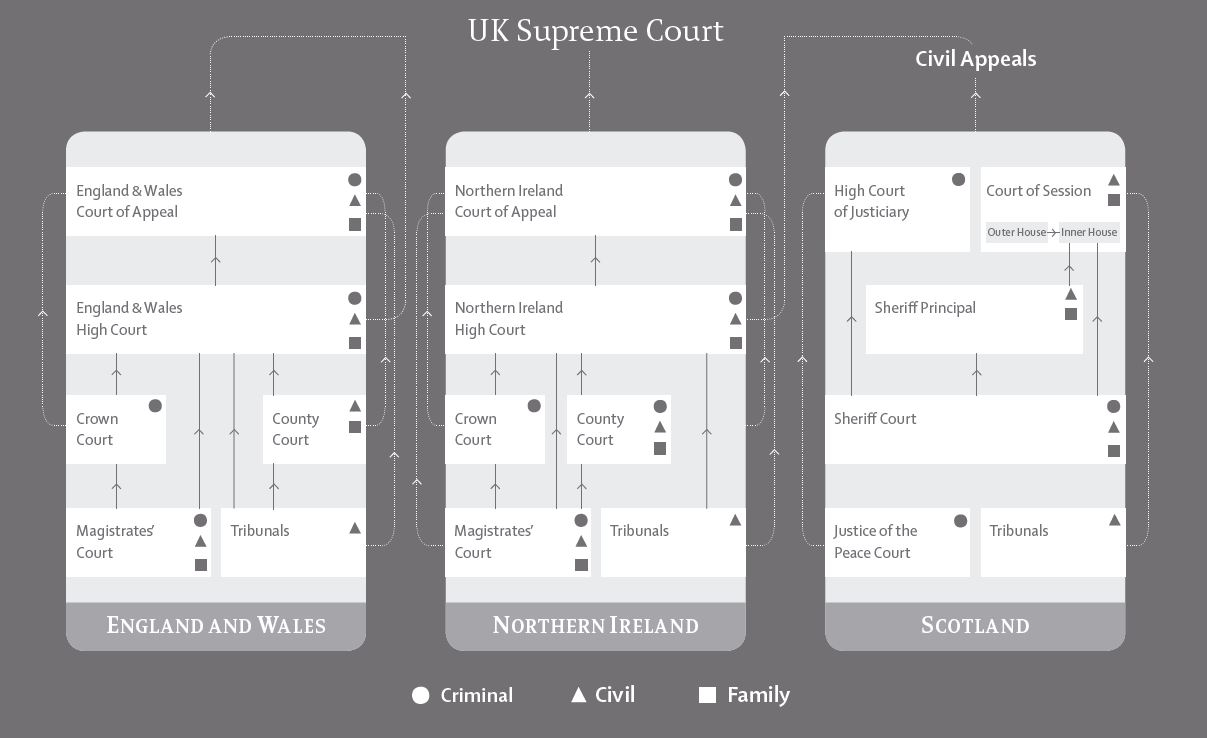 UK Supreme Court
Civil Appeals
England & Wales
Court of Appeal
England & Wales
High Court
Crown
Court
County
Court
Magistrates’
Court
Tribunals
ENGLAND AND WALES
Northern Ireland
Court of Appeal
Northern Ireland
High Court
Crown
Court
County
Court
Magistrates’
Court
Tribunals
NORTHERN IRELAND
High Court
of Justiciary
Court of Session
Outer House
Inner House
Sheriff Principal
Sheriff Court
Justice of the
Peace Court
Tribunals
SCOTLAND
Criminal
Civil
Family